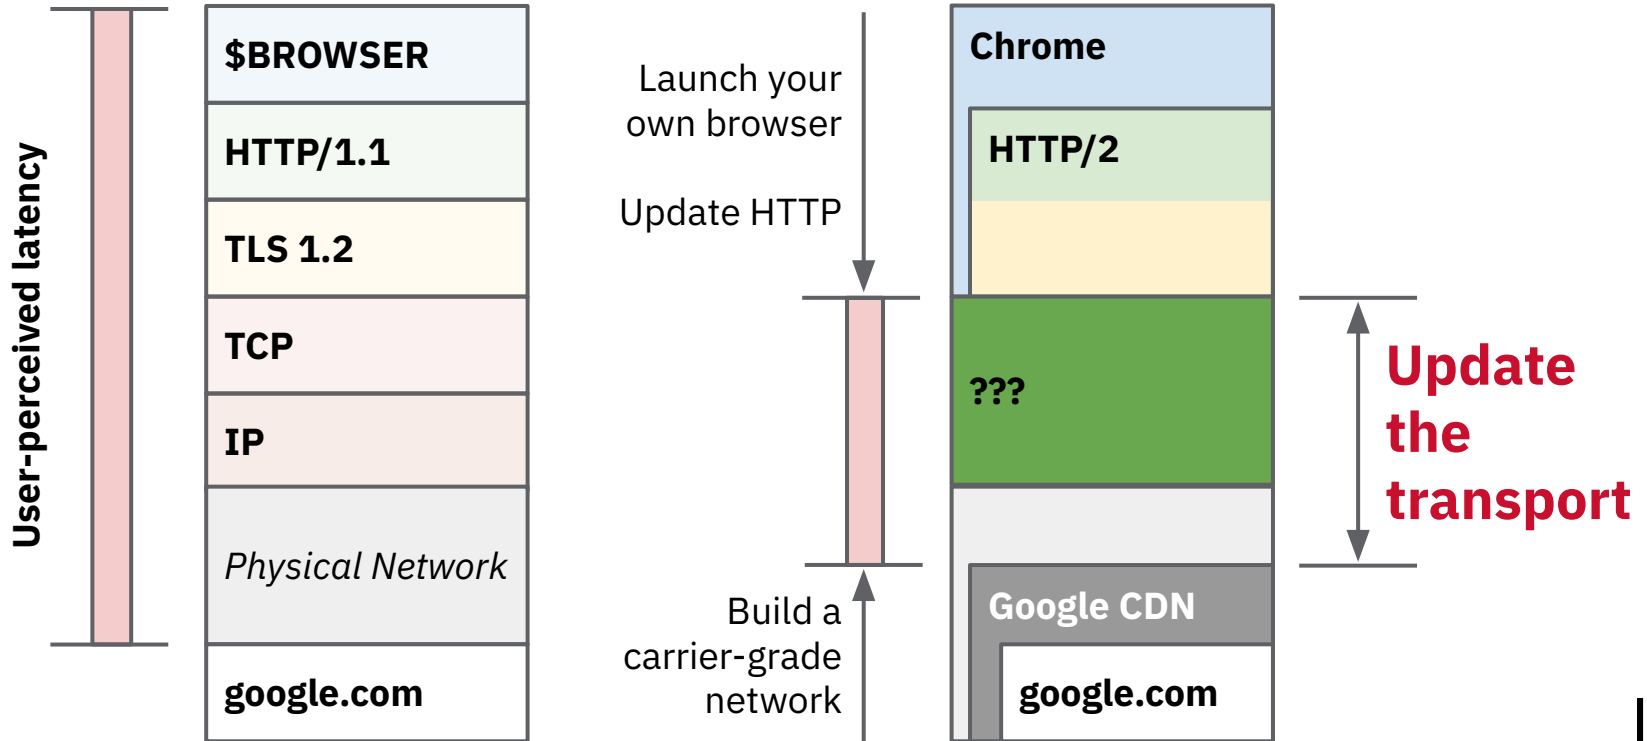 User-perceived latency
$BROWSER
HTTP/1.1
TLS 1.2
TCP
IP
Physical Network
google.com
Launch your
own browser
Update HTTP
Build a
carrier-grade
network
Chrome
HTTP/2
???
Google CDN
google.com
Update
the
transport